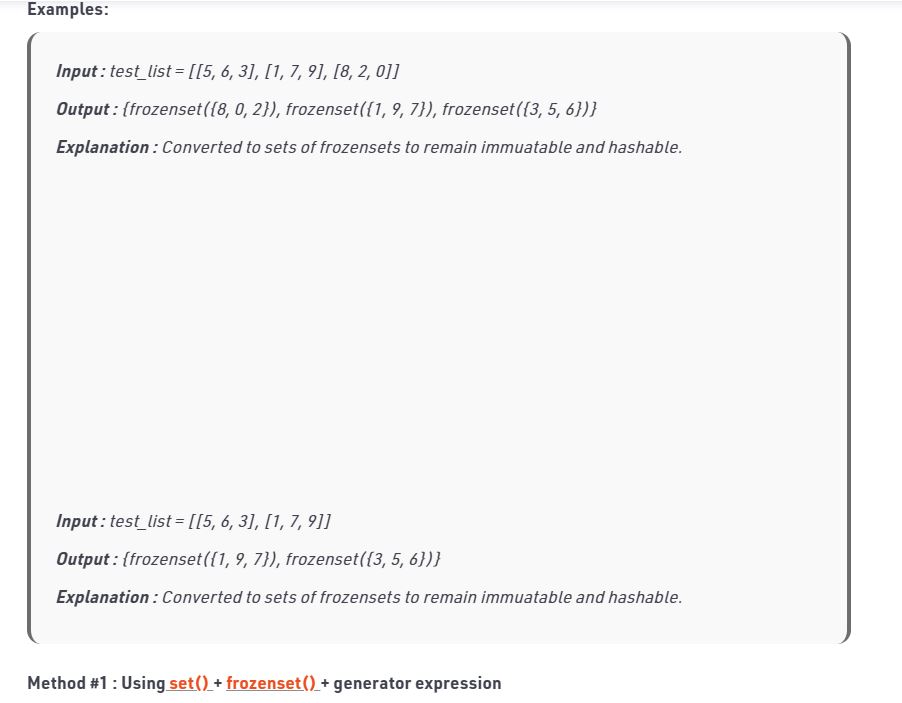 Examples:
Input : test_list = [[5, 6, 3], [1, 7, 9], [8, 2, 0]]
Output : {frozenset({8, 0, 2}), frozenset({1, 9, 7}), frozenset({3, 5, 6})}
Explanation : Converted to sets of frozensets to remain immuatable and hashable.
Input : test_list = [[5, 6, 3], [1, 7, 9]]
Output : {frozenset({1, 9, 7}), frozenset({3, 5, 6})}
Explanation : Converted to sets of frozensets to remain immuatable and hashable.
Method #1 : Using set() + frozenset() + generator expression